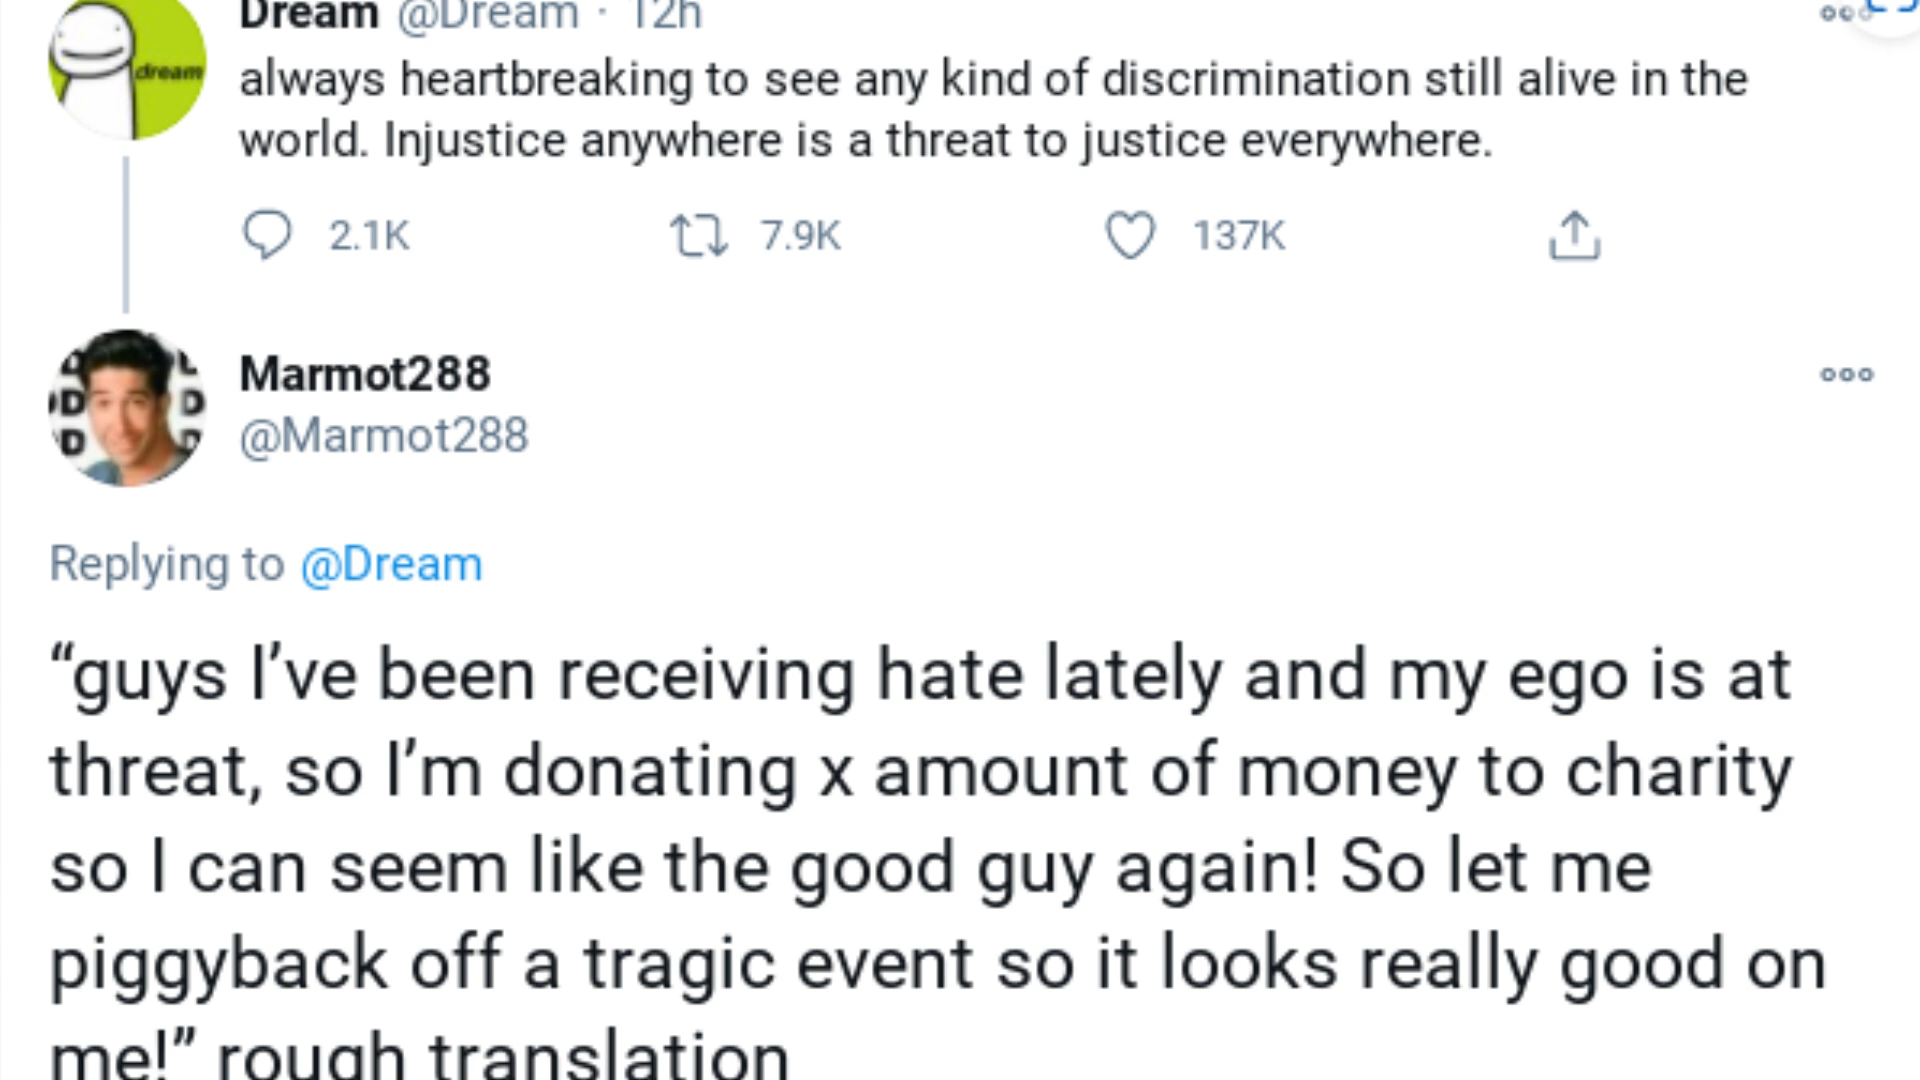 Dream @Dream · 12h
dream
always heartbreaking to see any kind of discrimination still alive in the
world. Injustice anywhere is a threat to justice everywhere.
2.1K 7.9K 137K
Marmot288
@Marmot288
Replying to @Dream
“guys I’ve been receiving hate lately and my ego is at
threat, so I’m donating x amount of money to charity
so I can seem like the good guy again! So let me
piggyback off a tragic event so it looks really good on
me!” rough translation